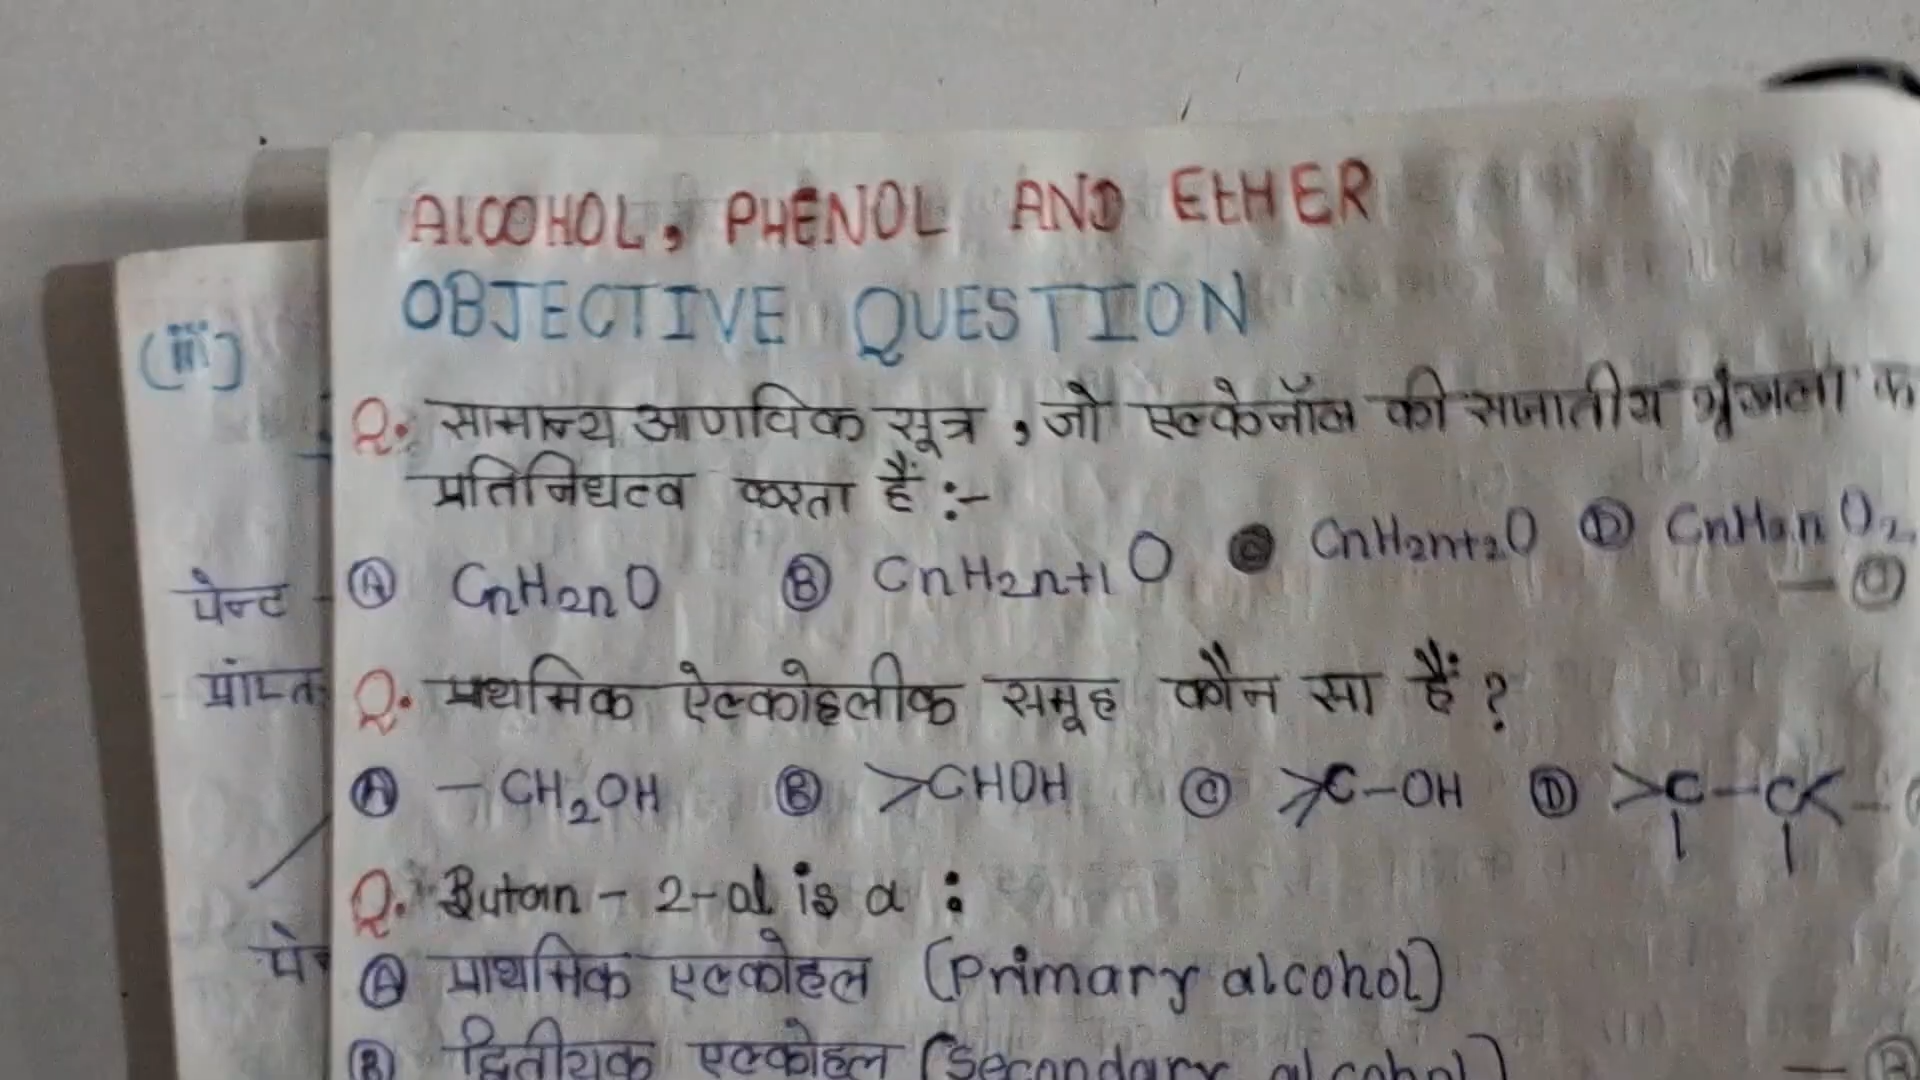 ALCOHOL, PHENOL AND EtHER
OBJECTIVE QUESTION
(iii)
Q. सामान्य आणविक सूत्र, जो एल्केनॉल की सजातीय शृंखला
प्रतिनिधत्व करता हैं :-
Ⓐ CnH2nO Ⓑ CnH2n+1O Ⓒ CnH2n+2O Ⓓ CnH2nO2
पेन्ट
प्राप्त
Q. प्रथमिक ऐल्कोहलीक समूह कौन सा हैं ?
Ⓐ —CH₂OH Ⓑ >CHOH Ⓒ C-OH Ⓓ >C-C<
Q. Butan - 2-ol is a :
Ⓐ प्राथमिक एल्कोहल (Primary alcohol)
Ⓑ द्वितीयक एल्कोहल (Secondary alcohol)